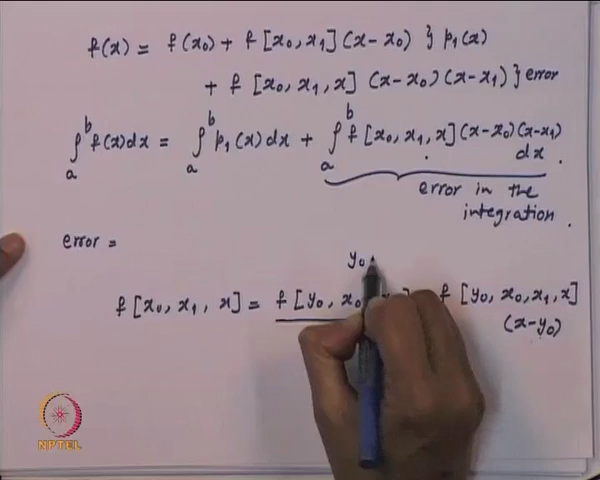 f(x) = f(x₀) + f[x₀, x₁](x-x₀) } p₁(x)
+ f[x₀, x₁, x](x-x₀)(x-x₁) } error
∫ₐᵇ f(x)dx = ∫ₐᵇ p₁(x)dx + ∫ₐᵇ f[x₀, x₁, x](x-x₀)(x-x₁) dx .
error in the
integration .
error =
y₀
f[x₀, x₁, x] = f[y₀, x₀ f[y₀, x₀, x₁, x]
(x-y₀)
NPTEL